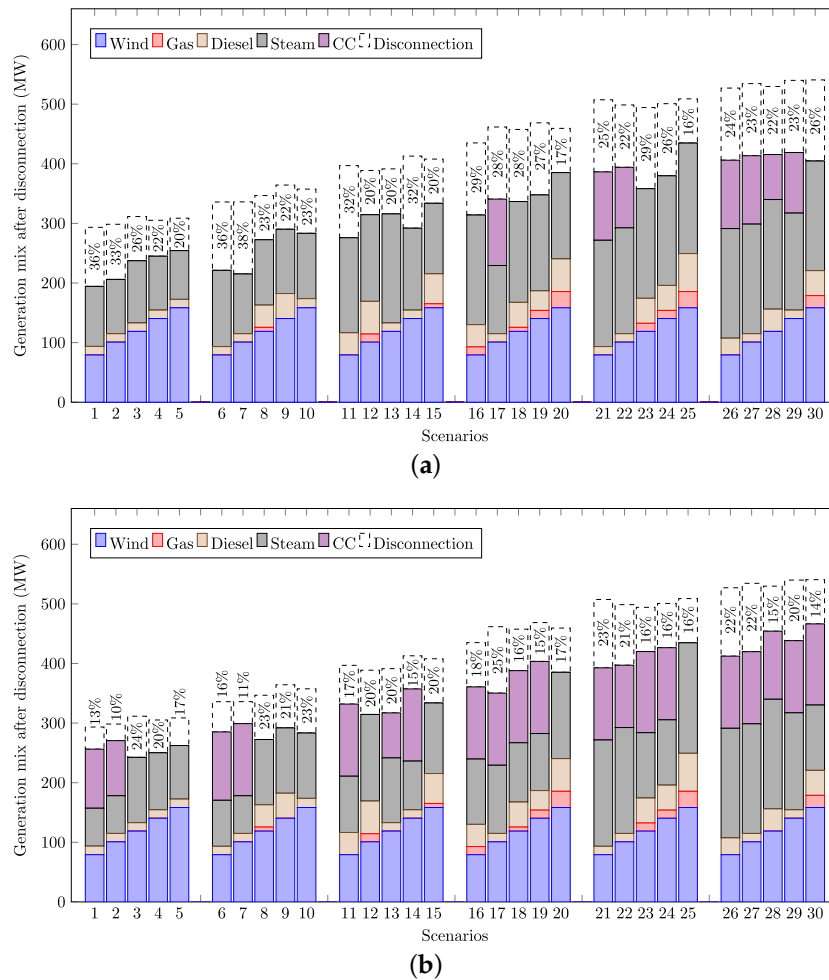 600
500
400
300
200
100
0
Generation mix after disconnection (MW)
Wind Gas Diesel Steam CC Disconnection
36% 33% 26% 22% 20% 36% 38% 23% 22% 23% 32% 20% 20% 32% 20% 29% 28% 28% 27% 17% 25% 22% 29% 26% 16% 24% 23% 22% 23% 26%
1 2 3 4 5 6 7 8 9 10 11 12 13 14 15 16 17 18 19 20 21 22 23 24 25 26 27 28 29 30
Scenarios
(a)
600
500
400
300
200
100
0
Generation mix after disconnection (MW)
Wind Gas Diesel Steam CC Disconnection
13% 10% 24% 20% 17% 16% 11% 23% 21% 23% 17% 20% 20% 15% 20% 18% 25% 16% 15% 17% 23% 21% 16% 16% 16% 22% 22% 15% 20% 14%
1 2 3 4 5 6 7 8 9 10 11 12 13 14 15 16 17 18 19 20 21 22 23 24 25 26 27 28 29 30
Scenarios
(b)